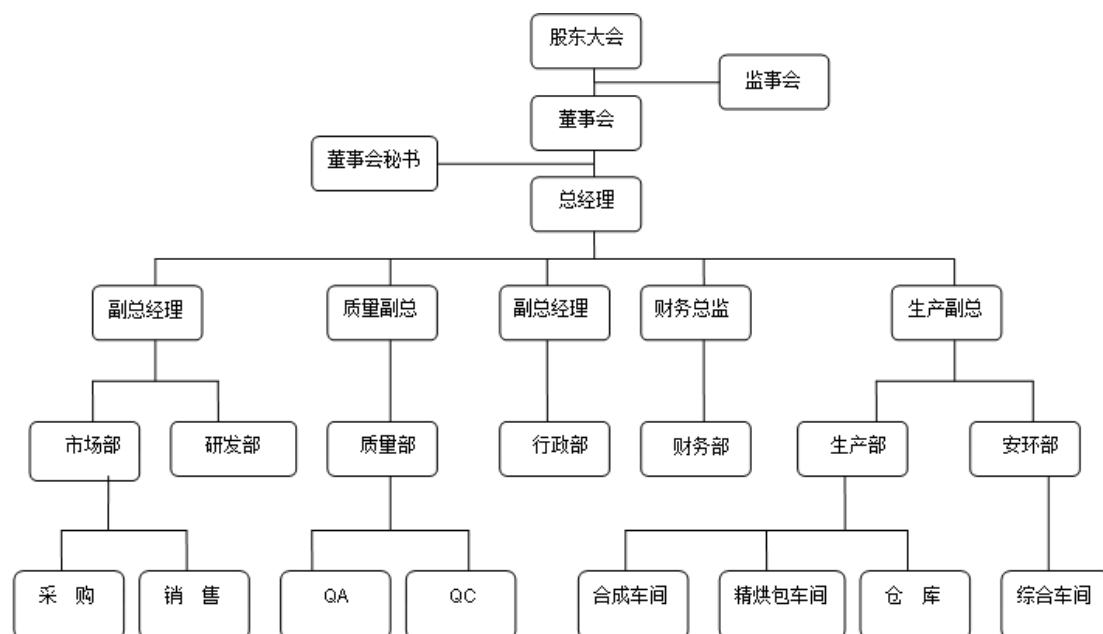 股东大会
监事会
董事会
董事会秘书
总经理
副总经理
质量副总
副总经理
财务总监
生产副总
市场部
研发部
质量部
行政部
财务部
生产部
安环部
采 购
销 售
QA
QC
合成车间
精烘包车间
仓 库
综合车间